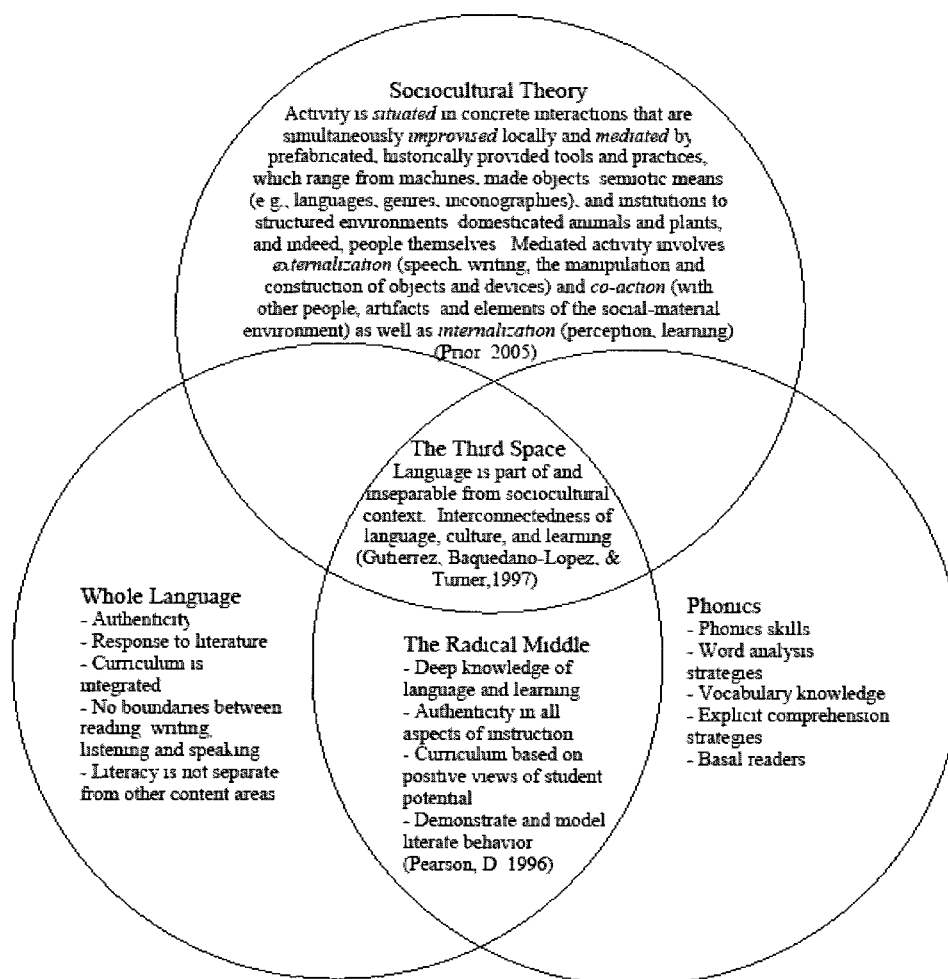 Sociocultural Theory
Activity is situated in concrete interactions that are
simultaneously improvised locally and mediated by
prefabricated, historically provided tools and practices,
which range from machines, made objects semiotic means
(e g., languages, genres, inconographies), and institutions to
structured environments domesticated animals and plants,
and indeed, people themselves Mediated activity involves
externalization (speech. writing, the manipulation and
construction of objects and devices) and co-action (with
other people, artifacts and elements of the social-material
environment) as well as internalization (perception, learning)
(Prior 2005)
The Third Space
Language is part of and
inseparable from sociocultural
context. Interconnectedness of
language, culture, and learning
(Gutierrez, Baquedano-Lopez, &
Turner,1997)
Whole Language
- Authenticity
- Response to literature
- Curriculum is
integrated
- No boundaries between
reading writing,
listening and speaking
- Literacy is not separate
from other content areas
The Radical Middle
- Deep knowledge of
language and learning
- Authenticity in all
aspects of instruction
- Curriculum based on
positive views of student
potential
- Demonstrate and model
literate behavior
(Pearson, D 1996)
Phonics
- Phonics skills
- Word analysis
strategies
- Vocabulary knowledge
- Explicit comprehension
strategies
- Basal readers